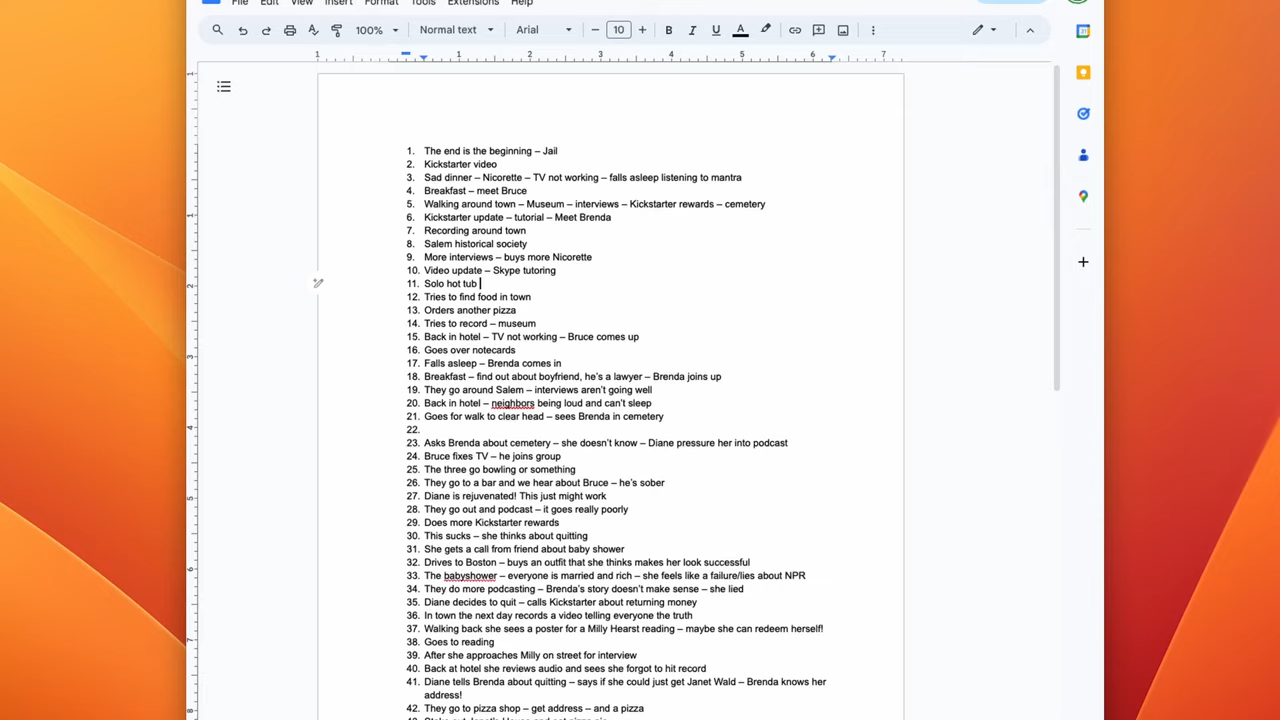 File Edit View Insert Format Tools Extensions Help
100% Normal text Arial 10 B I U A
1 1 2 3 4 5 6 7
1. The end is the beginning – Jail
2. Kickstarter video
3. Sad dinner – Nicorette – TV not working – falls asleep listening to mantra
4. Breakfast – meet Bruce
5. Walking around town – Museum – interviews – Kickstarter rewards – cemetery
6. Kickstarter update – tutorial – Meet Brenda
7. Recording around town
8. Salem historical society
9. More interviews – buys more Nicorette
10. Video update – Skype tutoring
11. Solo hot tub
12. Tries to find food in town
13. Orders another pizza
14. Tries to record – museum
15. Back in hotel – TV not working – Bruce comes up
16. Goes over notecards
17. Falls asleep – Brenda comes in
18. Breakfast – find out about boyfriend, he's a lawyer – Brenda joins up
19. They go around Salem – interviews aren't going well
20. Back in hotel – neighbors being loud and can't sleep
21. Goes for walk to clear head – sees Brenda in cemetery
22.
23. Asks Brenda about cemetery – she doesn't know – Diane pressure her into podcast
24. Bruce fixes TV – he joins group
25. The three go bowling or something
26. They go to a bar and we hear about Bruce – he's sober
27. Diane is rejuvenated! This just might work
28. They go out and podcast – it goes really poorly
29. Does more Kickstarter rewards
30. This sucks – she thinks about quitting
31. She gets a call from friend about baby shower
32. Drives to Boston – buys an outfit that she thinks makes her look successful
33. The babyshower – everyone is married and rich – she feels like a failure/lies about NPR
34. They do more podcasting – Brenda's story doesn't make sense – she lied
35. Diane decides to quit – calls Kickstarter about returning money
36. In town the next day records a video telling everyone the truth
37. Walking back she sees a poster for a Milly Hearst reading – maybe she can redeem herself!
38. Goes to reading
39. After she approaches Milly on street for interview
40. Back at hotel she reviews audio and sees she forgot to hit record
41. Diane tells Brenda about quitting – says if she could just get Janet Wald – Brenda knows her
address!
42. They go to pizza shop – get address – and a pizza